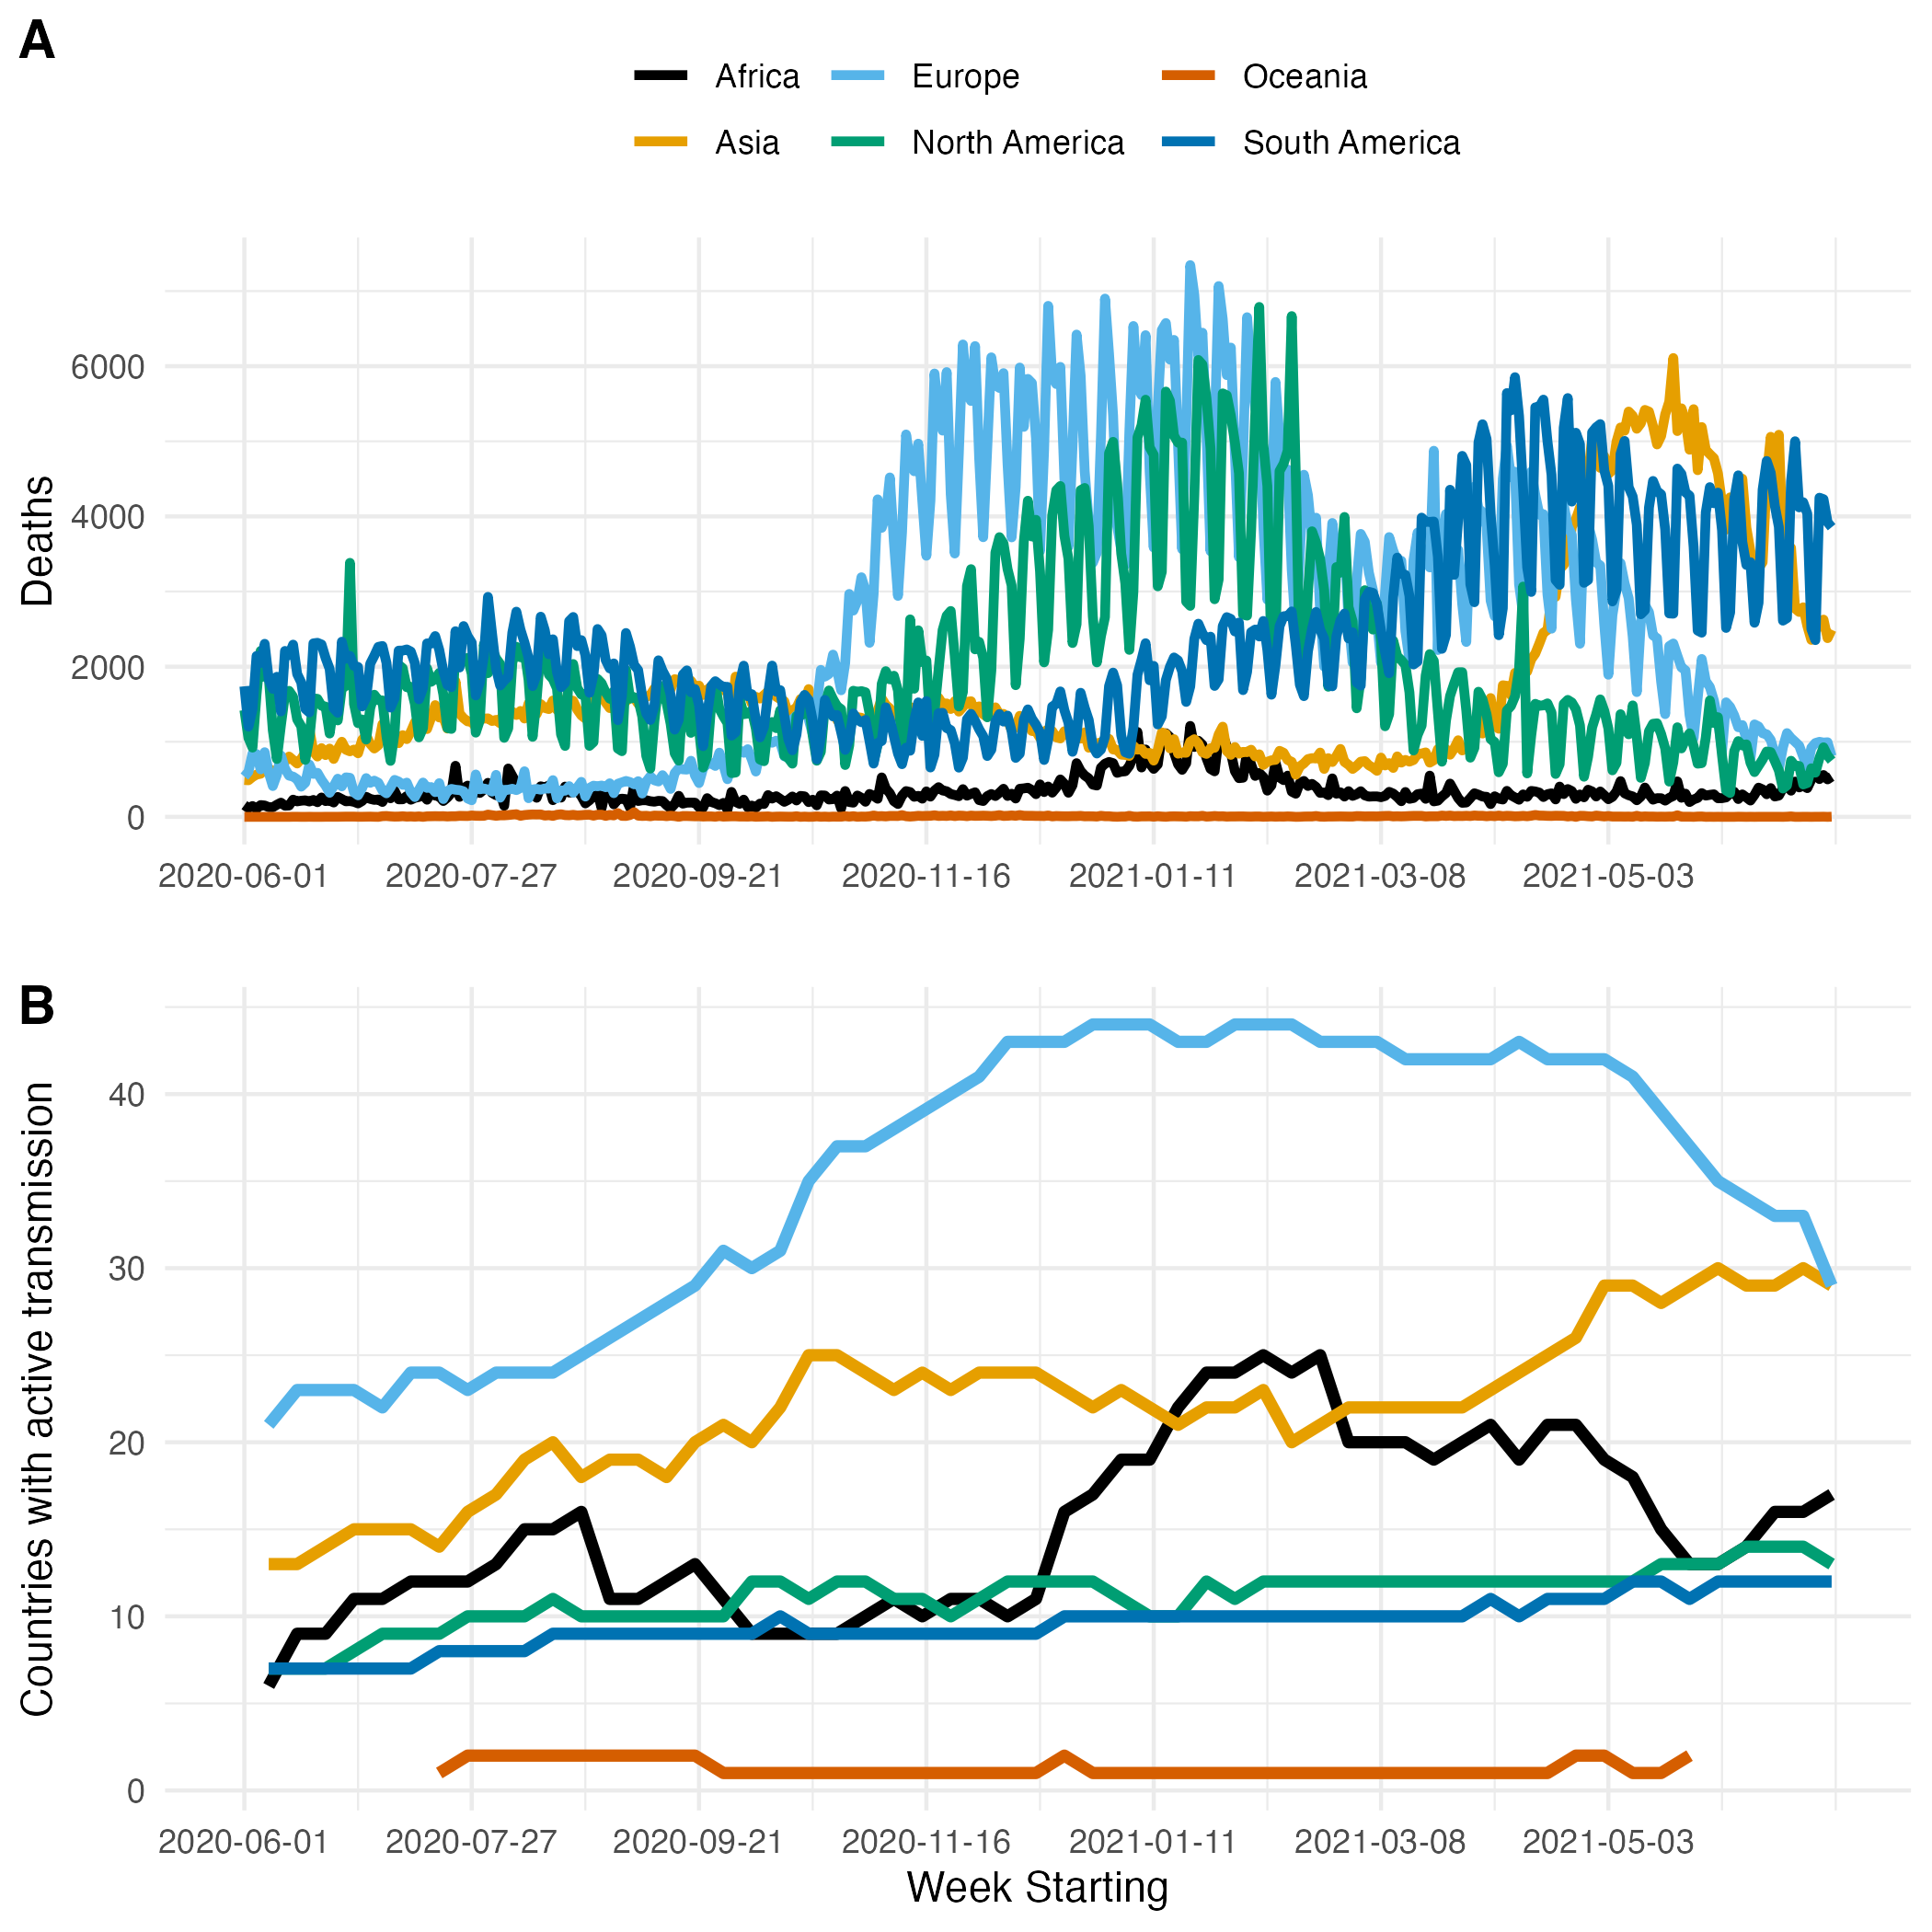 A
Africa Europe Oceania
Asia North America South America
Deaths
6000
4000
2000
0
2020-06-01 2020-07-27 2020-09-21 2020-11-16 2021-01-11 2021-03-08 2021-05-03
B
Countries with active transmission
40
30
20
10
0
2020-06-01 2020-07-27 2020-09-21 2020-11-16 2021-01-11 2021-03-08 2021-05-03
Week Starting